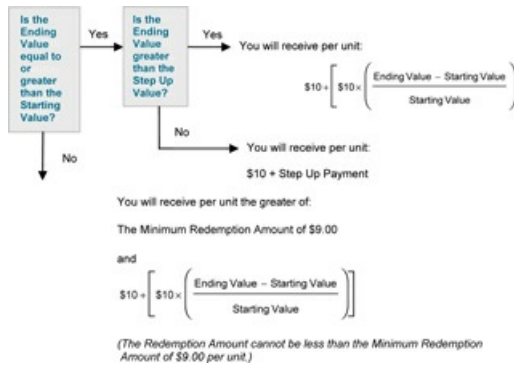 Is the
Ending
Value
equal to
or
greater
than the
Starting
Value?
Yes
Is the
Ending
Value
greater
than the
Step Up
Value?
Yes
You will receive per unit:
$10 + [ $10 × ( Ending Value – Starting Value
Starting Value
No
You will receive per unit:
$10 + Step Up Payment
No
You will receive per unit the greater of:
The Minimum Redemption Amount of $9.00
and
$10 + [ $10 × ( Ending Value – Starting Value ) ]
Starting Value
(The Redemption Amount cannot be less than the Minimum Redemption
Amount of $9.00 per unit.)